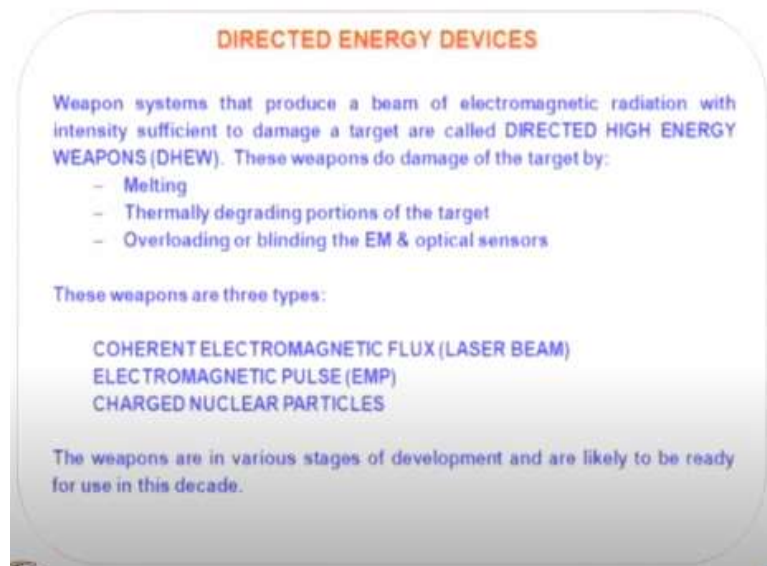 DIRECTED ENERGY DEVICES
Weapon systems that produce a beam of electromagnetic radiation with
intensity sufficient to damage a target are called DIRECTED HIGH ENERGY
WEAPONS (DHEW). These weapons do damage of the target by:
– Melting
– Thermally degrading portions of the target
– Overloading or blinding the EM & optical sensors
These weapons are three types:
COHERENT ELECTROMAGNETIC FLUX (LASER BEAM)
ELECTROMAGNETIC PULSE (EMP)
CHARGED NUCLEAR PARTICLES
The weapons are in various stages of development and are likely to be ready
for use in this decade.